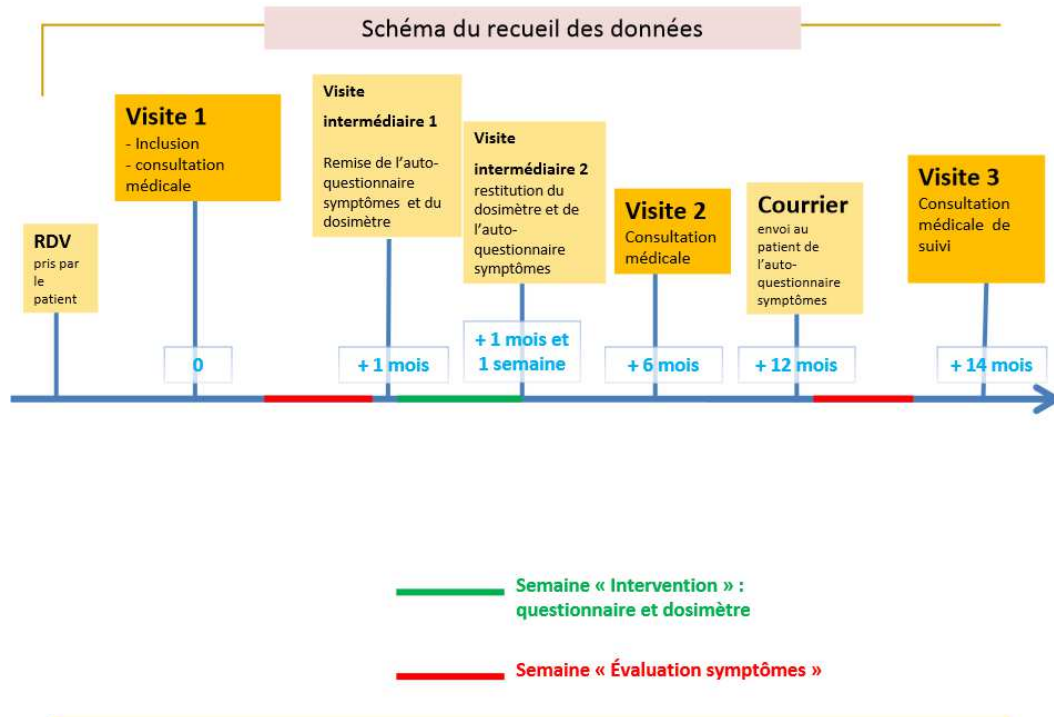 Schéma du recueil des données
RDV
pris par
le
patient
Visite 1
- Inclusion
- consultation
médicale
Visite
intermédiaire 1
Remise de l'auto-
questionnaire
symptômes et du
dosimètre
Visite
intermédiaire 2
restitution du
dosimètre et de
l'auto-
questionnaire
symptômes
Visite 2
Consultation
médicale
Courrier
envoi au
patient de
l'auto-
questionnaire
symptômes
Visite 3
Consultation
médicale de
suivi
0
+ 1 mois
+ 1 mois et
1 semaine
+ 6 mois
+ 12 mois
+ 14 mois
Semaine « Intervention » :
questionnaire et dosimètre
Semaine « Évaluation symptômes »